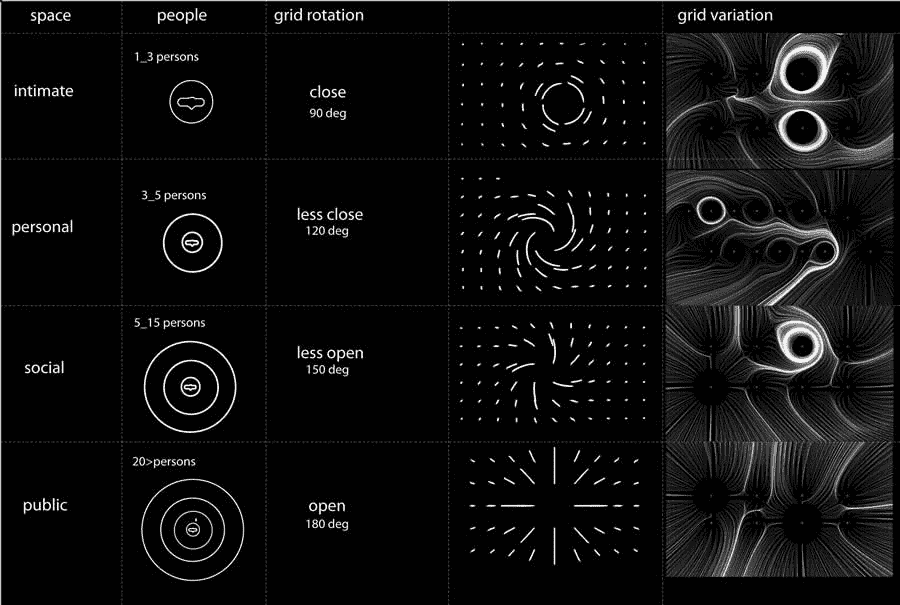 space
people
grid rotation
grid variation
intimate
1_3 persons
close
90 deg
personal
3_5 persons
less close
120 deg
social
5_15 persons
less open
150 deg
public
20>persons
open
180 deg